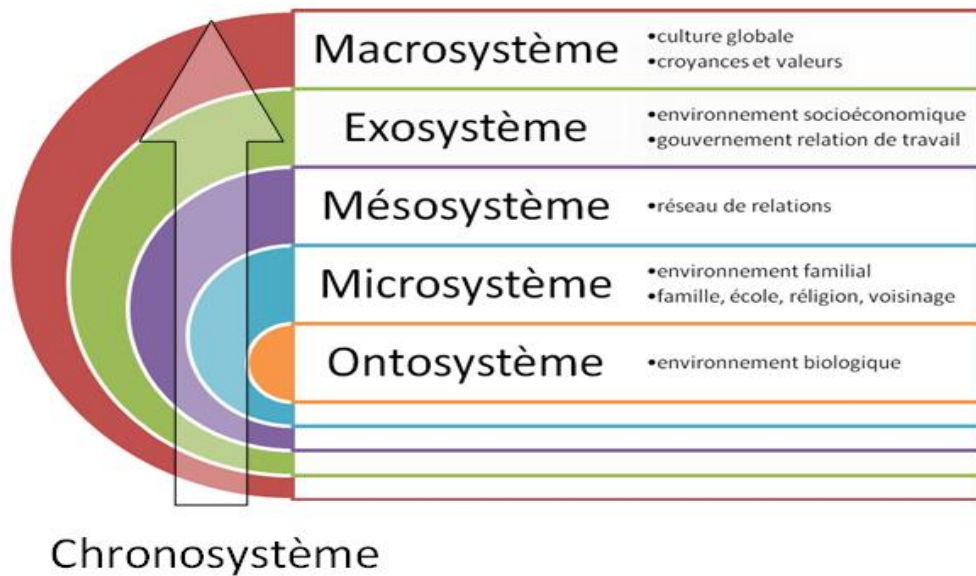 Macrosystème
•culture globale
•croyances et valeurs
Exosystème
•environnement socioéconomique
•gouvernement relation de travail
Mésosystème
•réseau de relations
Microsystème
•environnement familial
•famille, école, réligion, voisinage
Ontosystème
•environnement biologique
Chronosystème